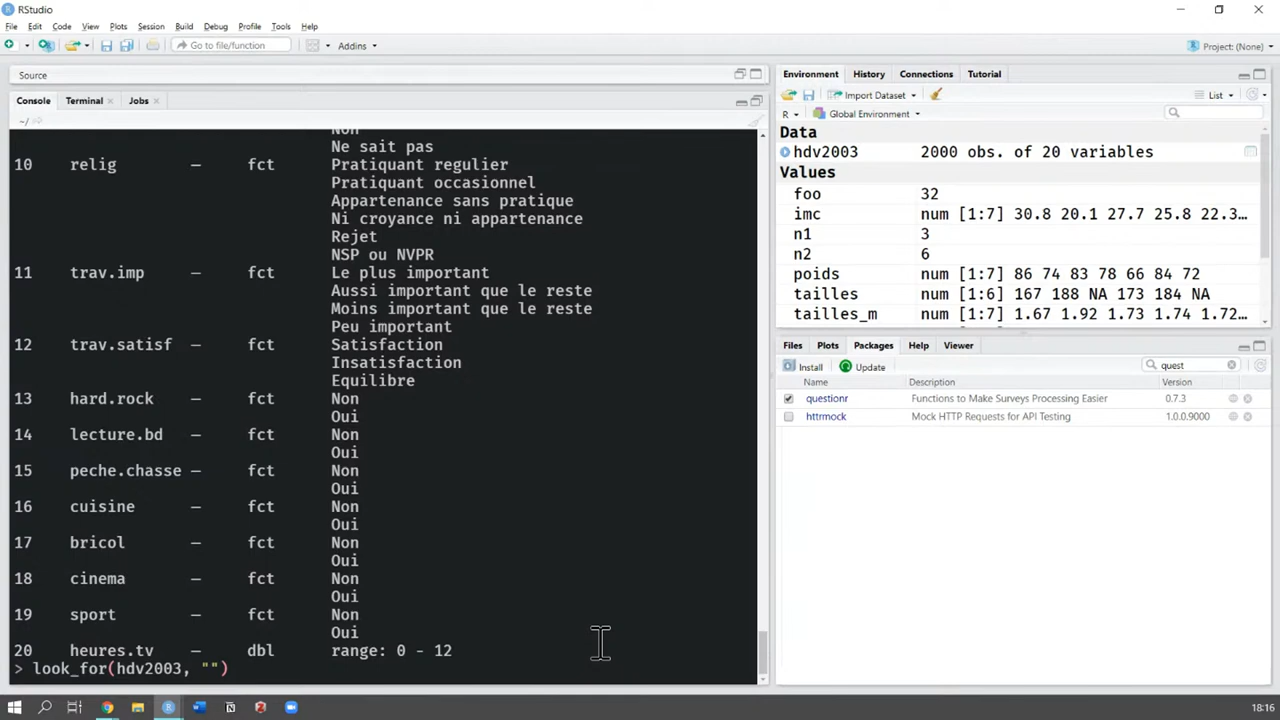 RStudio
File Edit Code View Plots Session Build Debug Profile Tools Help
Go to file/function Addins Project: (None)
Source
Console Terminal Jobs
~/
Non
Ne sait pas
10 relig — fct Pratiquant regulier
Pratiquant occasionnel
Appartenance sans pratique
Ni croyance ni appartenance
Rejet
NSP ou NVPR
11 trav.imp — fct Le plus important
Aussi important que le reste
Moins important que le reste
Peu important
12 trav.satisf — fct Satisfaction
Insatisfaction
Equilibre
13 hard.rock — fct Non
Oui
14 lecture.bd — fct Non
Oui
15 peche.chasse — fct Non
Oui
16 cuisine — fct Non
Oui
17 bricol — fct Non
Oui
18 cinema — fct Non
Oui
19 sport — fct Non
Oui
20 heures.tv — dbl range: 0 - 12
> look_for(hdv2003, "")
Environment History Connections Tutorial
Import Dataset List
R Global Environment
Data
hdv2003 2000 obs. of 20 variables
Values
foo 32
imc num [1:7] 30.8 20.1 27.7 25.8 22.3…
n1 3
n2 6
poids num [1:7] 86 74 83 78 66 84 72
tailles num [1:6] 167 188 NA 173 184 NA
tailles_m num [1:7] 1.67 1.92 1.73 1.74 1.72…
Files Plots Packages Help Viewer
Install Update quest
Name Description Version
questionr Functions to Make Surveys Processing Easier 0.7.3
httrmock Mock HTTP Requests for API Testing 1.0.0.9000
18:16